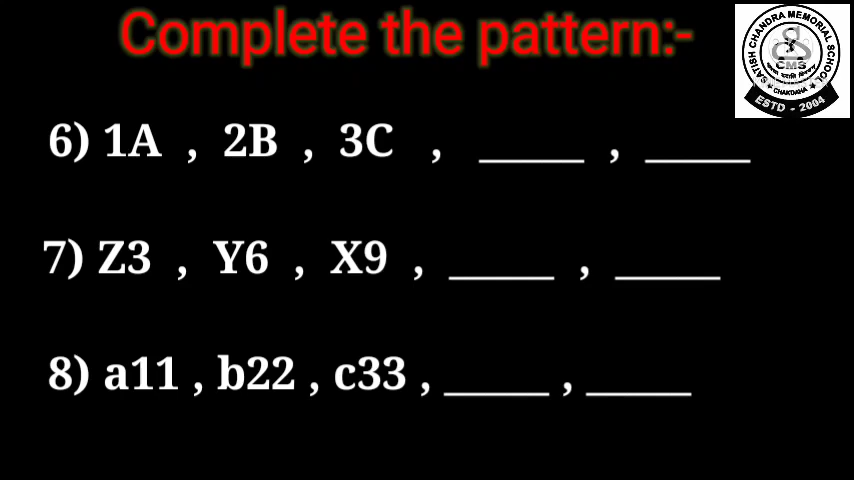 Complete the pattern:-
SATISH CHANDRA MEMORIAL SCHOOL
CMS
CHAKDAHA
ESTD - 2004
6) 1A , 2B , 3C , _____ , _____
7) Z3 , Y6 , X9 , _____ , _____
8) a11 , b22 , c33 , _____ , _____